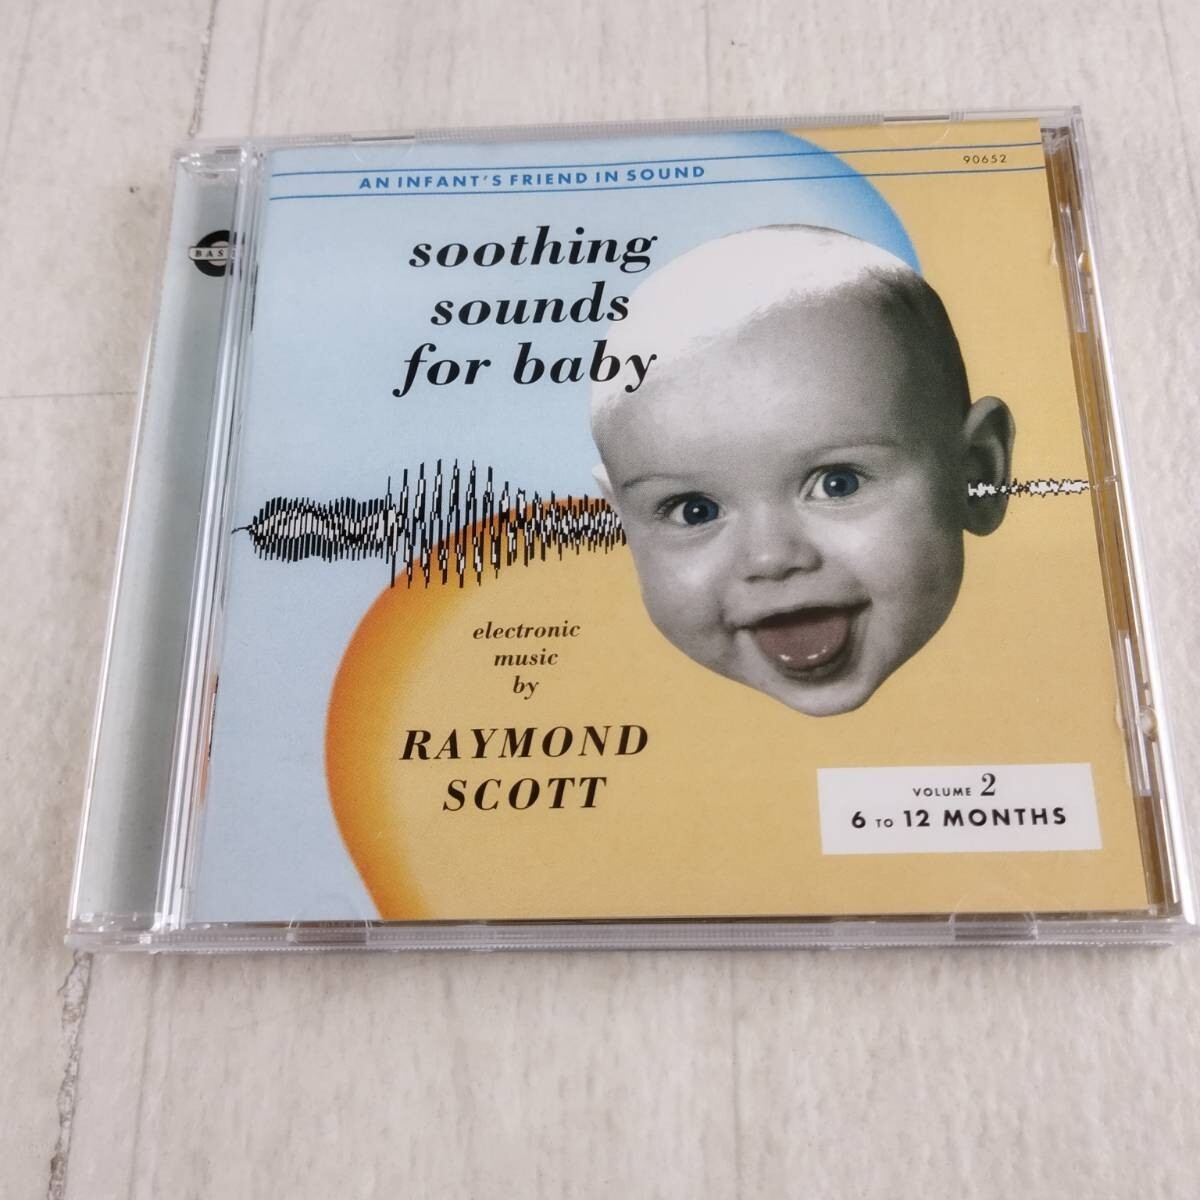 AN INFANT'S FRIEND IN SOUND
90652
soothing
sounds
for baby
electronic
music
by
RAYMOND
SCOTT
VOLUME 2
6 TO 12 MONTHS